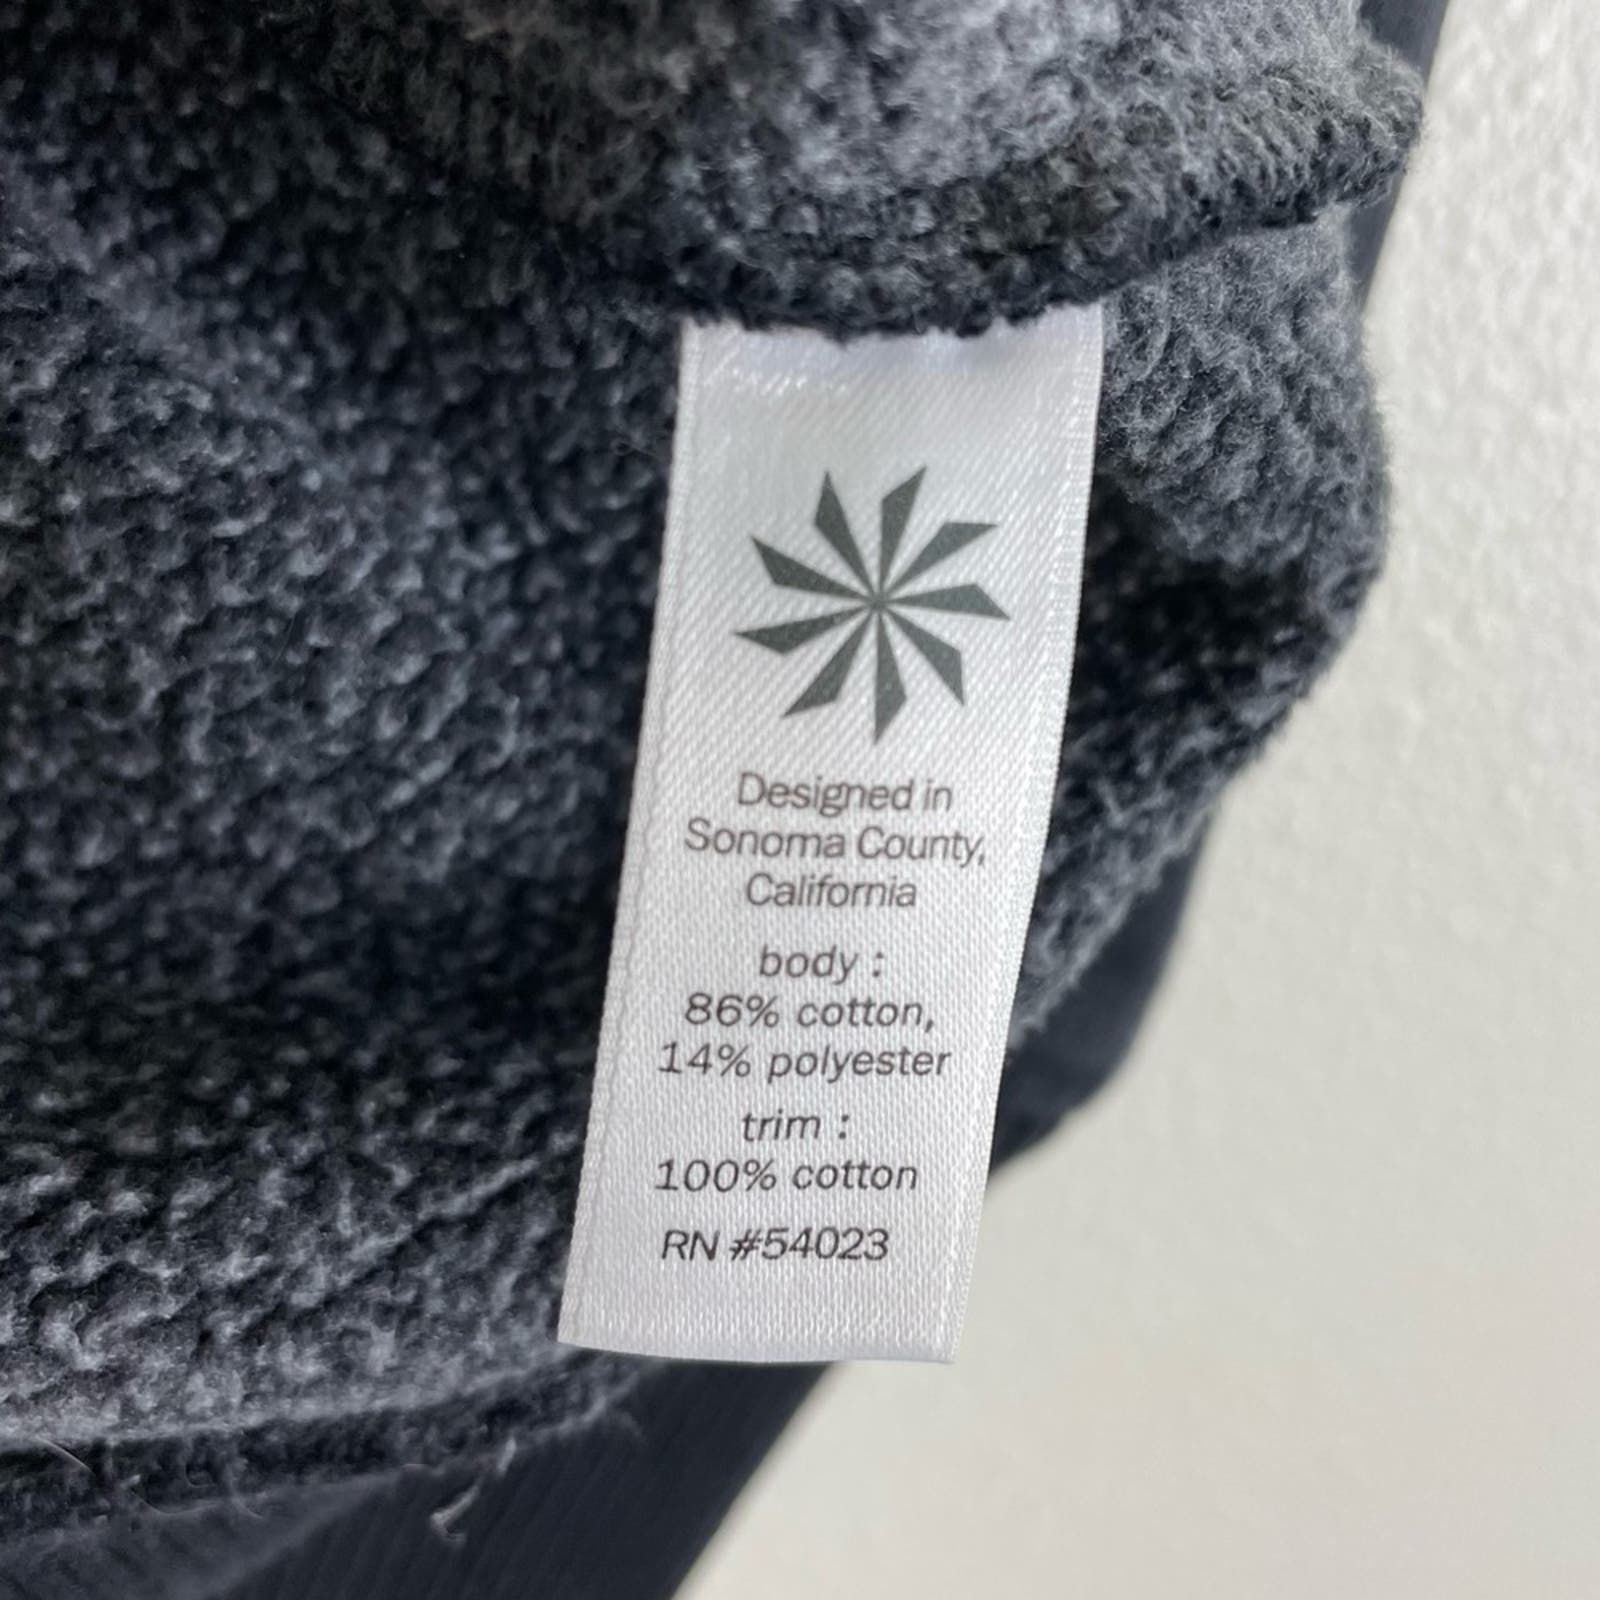 Designed in
Sonoma County,
California
body :
86% cotton,
14% polyester
trim :
100% cotton
RN #54023